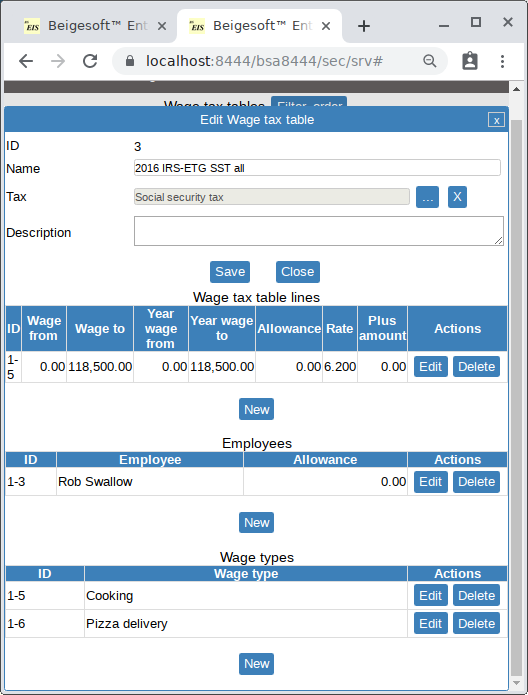 EIS Beigesoft™ Ent × EIS Beigesoft™ Ent × +
localhost:8444/bsa8444/sec/srv#
Wage tax tables Filter, order
Edit Wage tax table x
ID 3
Name 2016 IRS-ETG SST all
Tax Social security tax ... X
Description
Save Close
Wage tax table lines
ID Wage from Wage to Year wage from Year wage to Allowance Rate Plus amount Actions
1-5 0.00 118,500.00 0.00 118,500.00 0.00 6.200 0.00 Edit Delete
New
Employees
ID Employee Allowance Actions
1-3 Rob Swallow 0.00 Edit Delete
New
Wage types
ID Wage type Actions
1-5 Cooking Edit Delete
1-6 Pizza delivery Edit Delete
New